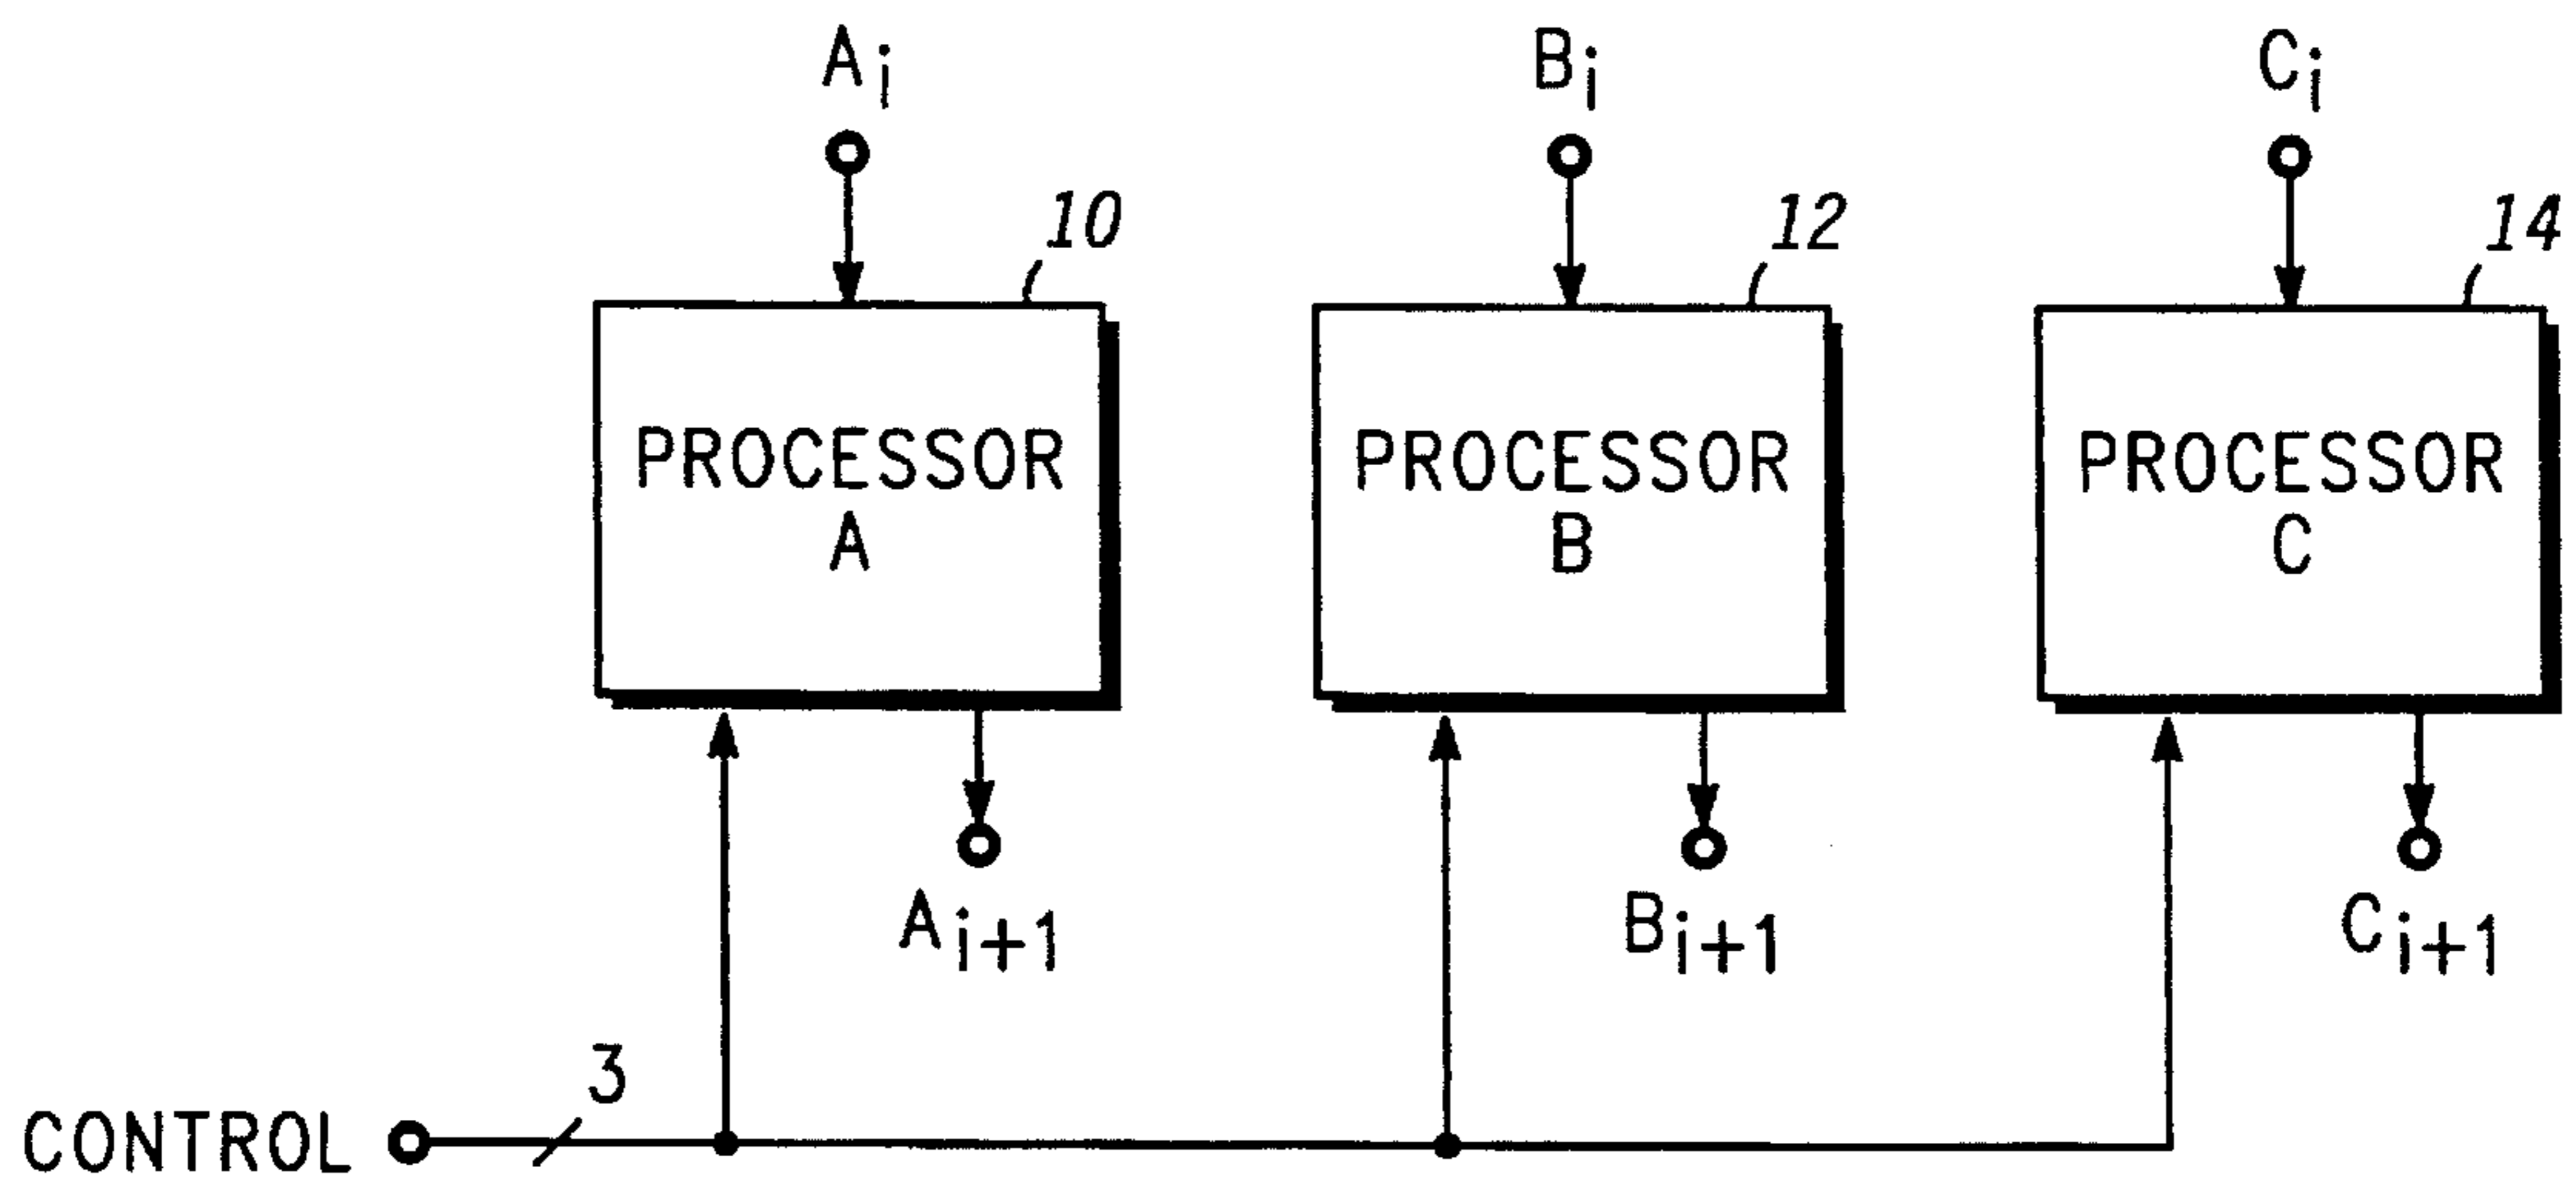 Ai
Bi
Ci
10
12
14
PROCESSOR
A
PROCESSOR
B
PROCESSOR
C
Ai+1
Bi+1
Ci+1
3
CONTROL